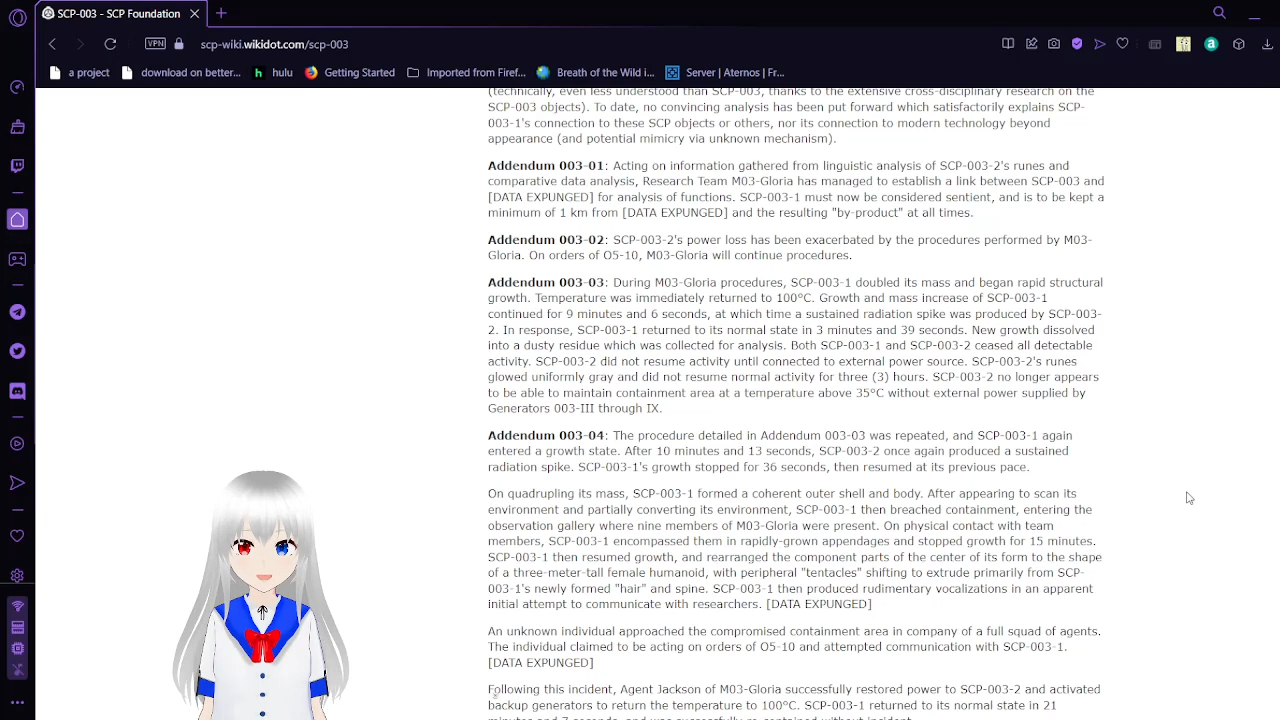 SCP-003 - SCP Foundation
VPN scp-wiki.wikidot.com/scp-003
a project download on better... hulu Getting Started Imported from Firef... Breath of the Wild i... Server | Aternos | Fr...
(technically, even less understood than SCP-003, thanks to the extensive cross-disciplinary research on the
SCP-003 objects). To date, no convincing analysis has been put forward which satisfactorily explains SCP-
003-1's connection to these SCP objects or others, nor its connection to modern technology beyond
appearance (and potential mimicry via unknown mechanism).
Addendum 003-01: Acting on information gathered from linguistic analysis of SCP-003-2's runes and
comparative data analysis, Research Team M03-Gloria has managed to establish a link between SCP-003 and
[DATA EXPUNGED] for analysis of functions. SCP-003-1 must now be considered sentient, and is to be kept a
minimum of 1 km from [DATA EXPUNGED] and the resulting "by-product" at all times.
Addendum 003-02: SCP-003-2's power loss has been exacerbated by the procedures performed by M03-
Gloria. On orders of O5-10, M03-Gloria will continue procedures.
Addendum 003-03: During M03-Gloria procedures, SCP-003-1 doubled its mass and began rapid structural
growth. Temperature was immediately returned to 100°C. Growth and mass increase of SCP-003-1
continued for 9 minutes and 6 seconds, at which time a sustained radiation spike was produced by SCP-003-
2. In response, SCP-003-1 returned to its normal state in 3 minutes and 39 seconds. New growth dissolved
into a dusty residue which was collected for analysis. Both SCP-003-1 and SCP-003-2 ceased all detectable
activity. SCP-003-2 did not resume activity until connected to external power source. SCP-003-2's runes
glowed uniformly gray and did not resume normal activity for three (3) hours. SCP-003-2 no longer appears
to be able to maintain containment area at a temperature above 35°C without external power supplied by
Generators 003-III through IX.
Addendum 003-04: The procedure detailed in Addendum 003-03 was repeated, and SCP-003-1 again
entered a growth state. After 10 minutes and 13 seconds, SCP-003-2 once again produced a sustained
radiation spike. SCP-003-1's growth stopped for 36 seconds, then resumed at its previous pace.
On quadrupling its mass, SCP-003-1 formed a coherent outer shell and body. After appearing to scan its
environment and partially converting its environment, SCP-003-1 then breached containment, entering the
observation gallery where nine members of M03-Gloria were present. On physical contact with team
members, SCP-003-1 encompassed them in rapidly-grown appendages and stopped growth for 15 minutes.
SCP-003-1 then resumed growth, and rearranged the component parts of the center of its form to the shape
of a three-meter-tall female humanoid, with peripheral "tentacles" shifting to extrude primarily from SCP-
003-1's newly formed "hair" and spine. SCP-003-1 then produced rudimentary vocalizations in an apparent
initial attempt to communicate with researchers. [DATA EXPUNGED]
An unknown individual approached the compromised containment area in company of a full squad of agents.
The individual claimed to be acting on orders of O5-10 and attempted communication with SCP-003-1.
[DATA EXPUNGED]
Following this incident, Agent Jackson of M03-Gloria successfully restored power to SCP-003-2 and activated
backup generators to return the temperature to 100°C. SCP-003-1 returned to its normal state in 21
minutes and 7 seconds, and was successfully re-contained without incident.